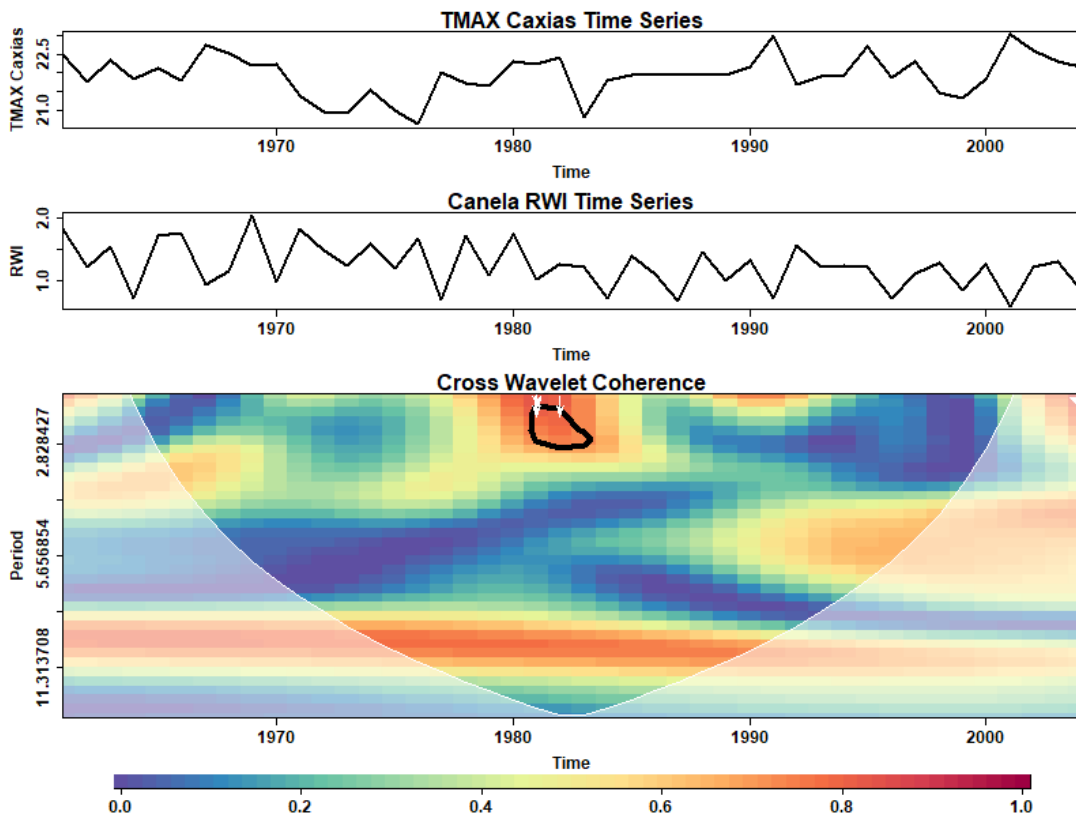 TMAX Caxias Time Series
TMAX Caxias
22.5
21.0
1970
1980
1990
2000
Time
Canela RWI Time Series
RWI
2.0
1.0
1970
1980
1990
2000
Time
Cross Wavelet Coherence
Period
2.828427
5.656854
11.313708
1970
1980
1990
2000
Time
0.0
0.2
0.4
0.6
0.8
1.0